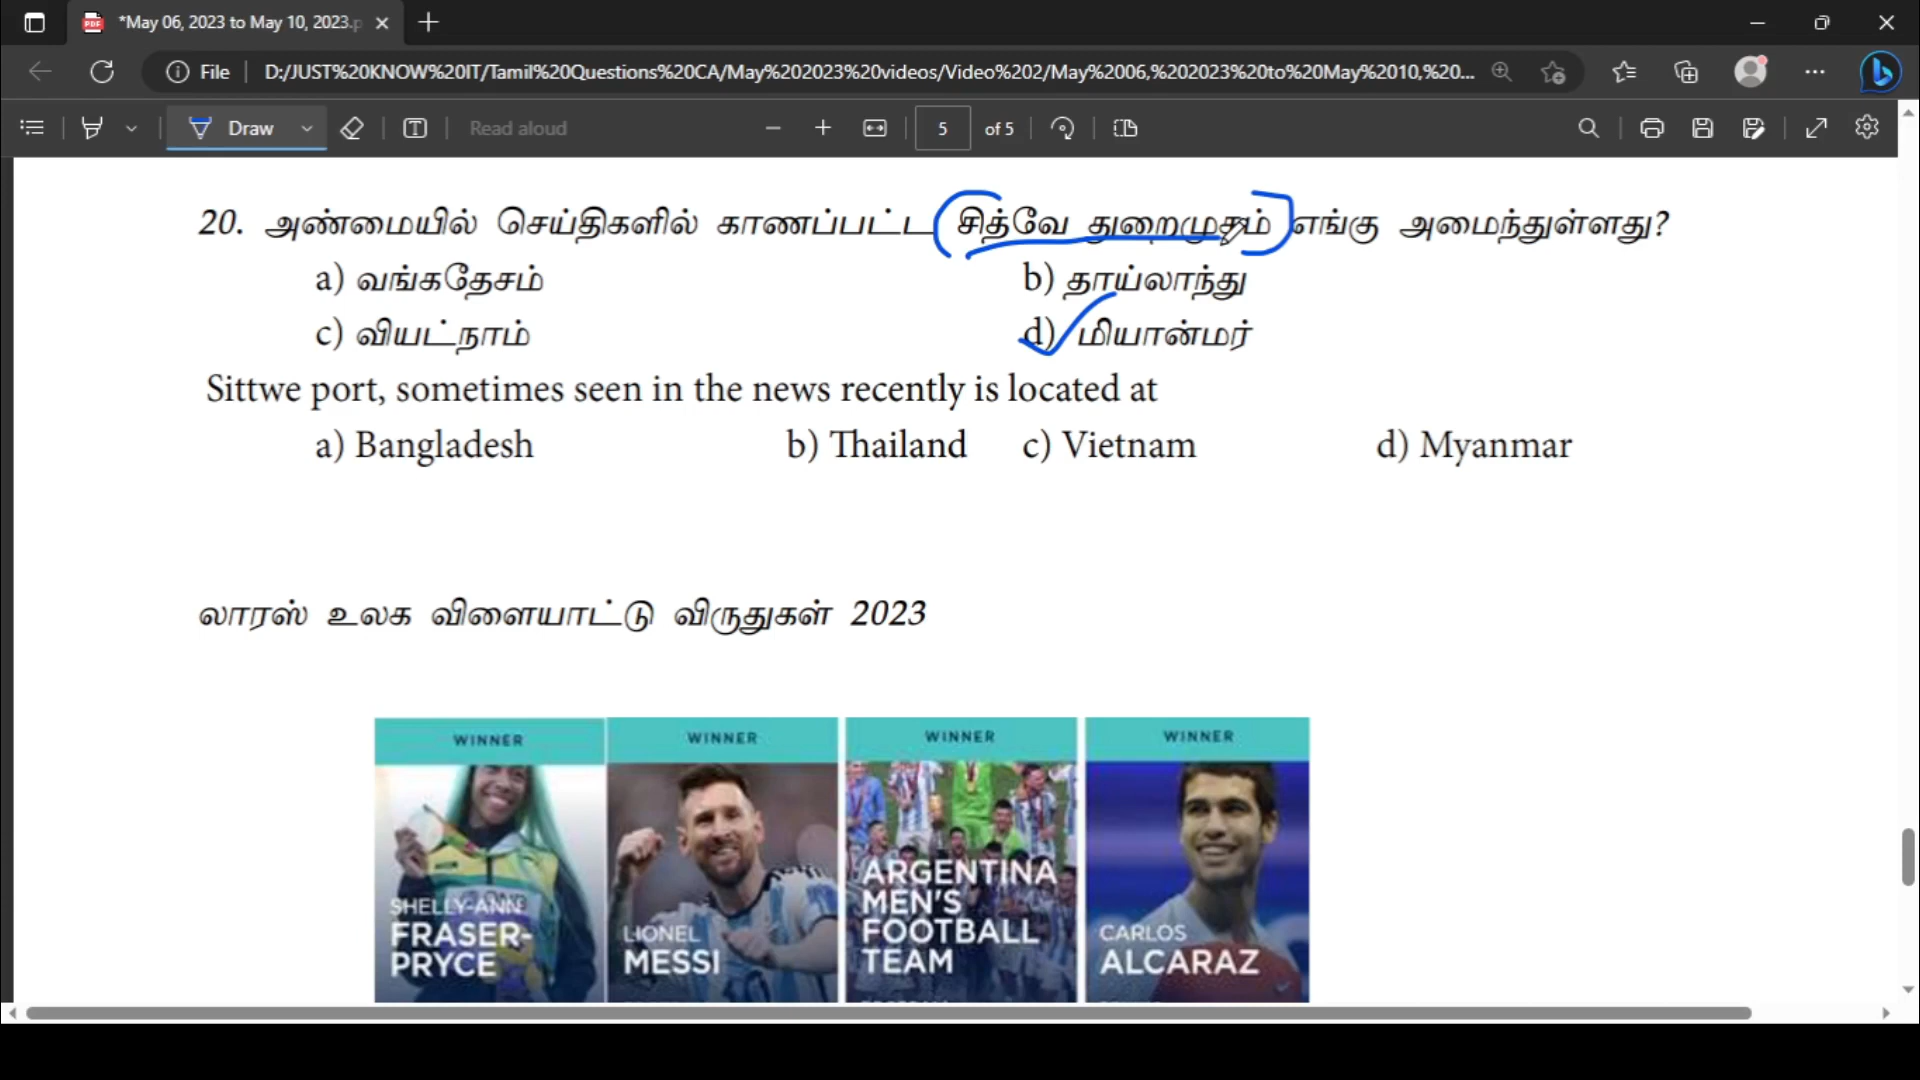 *May 06, 2023 to May 10, 2023.p
File
D:/JUST%20KNOW%20IT/Tamil%20Questions%20CA/May%202023%20videos/Video%202/May%2006,%202023%20to%20May%2010,%20...
Draw
Read aloud
5 of 5
20. அண்மையில் செய்திகளில் காணப்பட்ட சித்வே துறைமுகம் எங்கு அமைந்துள்ளது?
a) வங்கதேசம் b) தாய்லாந்து
c) வியட்நாம் d) மியான்மர்
Sittwe port, sometimes seen in the news recently is located at
a) Bangladesh b) Thailand c) Vietnam d) Myanmar
லாரஸ் உலக விளையாட்டு விருதுகள் 2023
WINNER WINNER WINNER WINNER
SHELLY-ANN
FRASER-
PRYCE
LIONEL
MESSI
ARGENTINA
MEN'S
FOOTBALL
TEAM
CARLOS
ALCARAZ